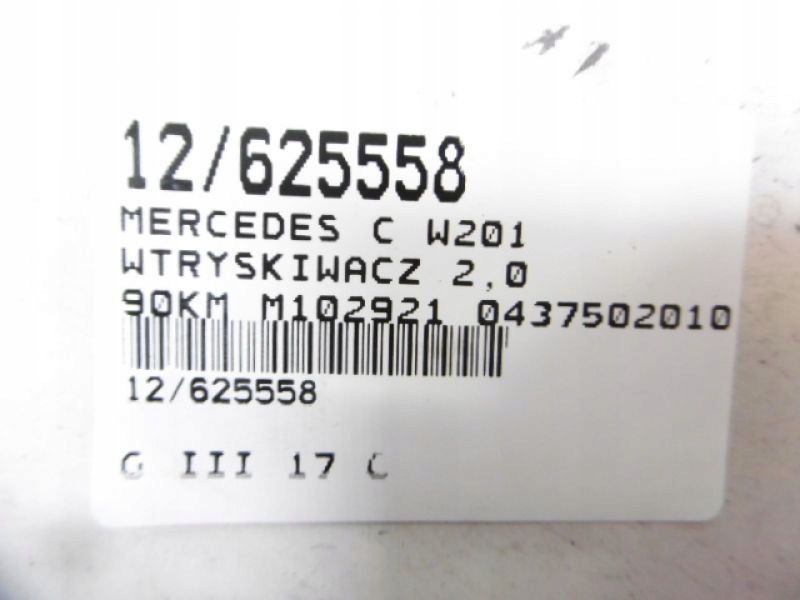 12/625558
MERCEDES C W201
WTRYSKIWACZ 2,0
90KM M102921 0437502010
12/625558
G III 17 C